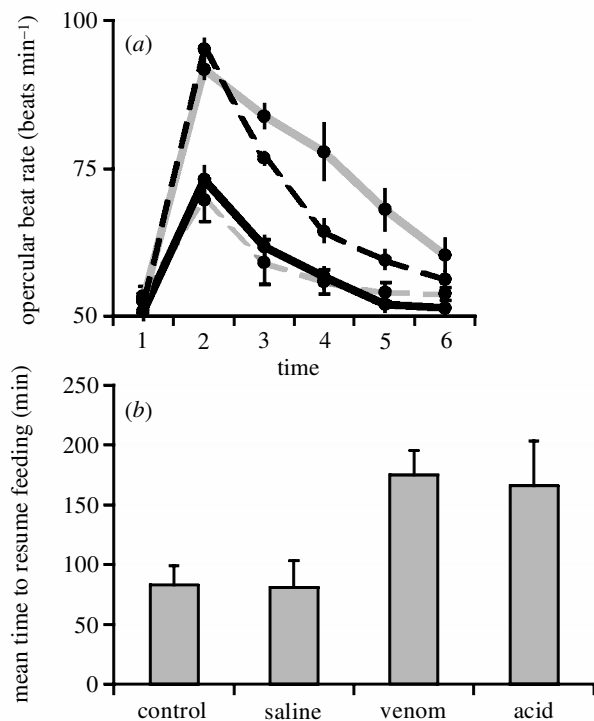 (a)
opercular beat rate (beats min⁻¹)
100
75
50
1 2 3 4 5 6
time
(b)
mean time to resume feeding (min)
250
200
150
100
50
0
control saline venom acid